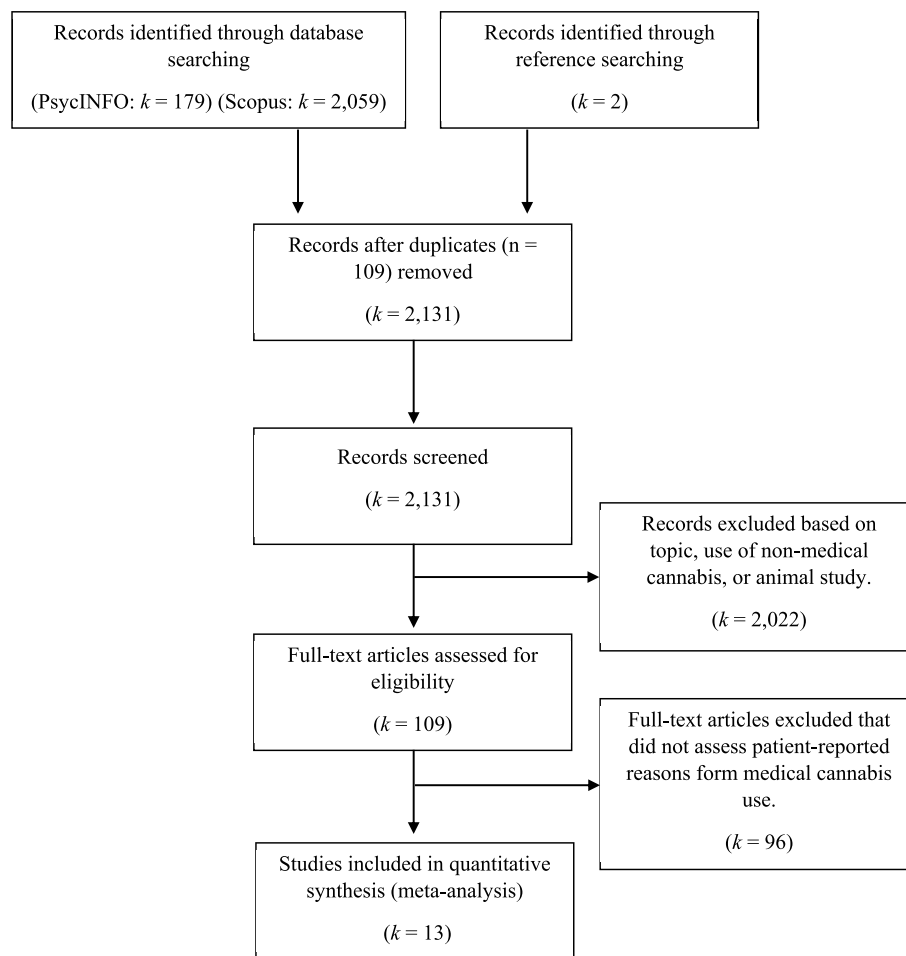 Records identified through database
searching
(PsycINFO: k = 179) (Scopus: k = 2,059)
Records identified through
reference searching
(k = 2)
Records after duplicates (n =
109) removed
(k = 2,131)
Records screened
(k = 2,131)
Records excluded based on
topic, use of non-medical
cannabis, or animal study.
(k = 2,022)
Full-text articles assessed for
eligibility
(k = 109)
Full-text articles excluded that
did not assess patient-reported
reasons form medical cannabis
use.
(k = 96)
Studies included in quantitative
synthesis (meta-analysis)
(k = 13)